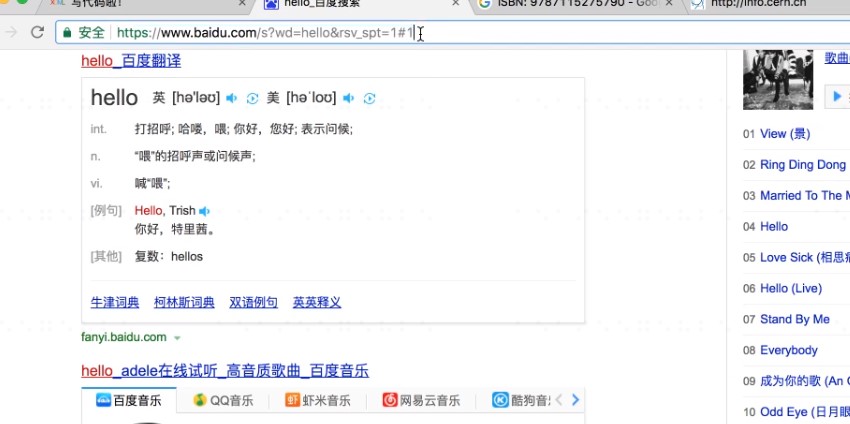 写代码啦!
hello_百度搜索
ISBN: 9787115275790 - Goo
http://info.cern.ch
安全 https://www.baidu.com/s?wd=hello&rsv_spt=1#1
hello_百度翻译
hello 英 [hə'ləʊ] 美 [həˈloʊ]
int. 打招呼; 哈喽, 喂; 你好, 您好; 表示问候;
n. “喂”的招呼声或问候声;
vi. 喊“喂”;
[例句] Hello, Trish
你好, 特里茜。
[其他] 复数: hellos
牛津词典 柯林斯词典 双语例句 英英释义
fanyi.baidu.com
hello_adele在线试听_高音质歌曲_百度音乐
百度音乐 QQ音乐 虾米音乐 网易云音乐 酷狗音
歌曲
01 View (景)
02 Ring Ding Dong
03 Married To The M
04 Hello
05 Love Sick (相思
06 Hello (Live)
07 Stand By Me
08 Everybody
09 成为你的歌 (An O
10 Odd Eye (日月眼